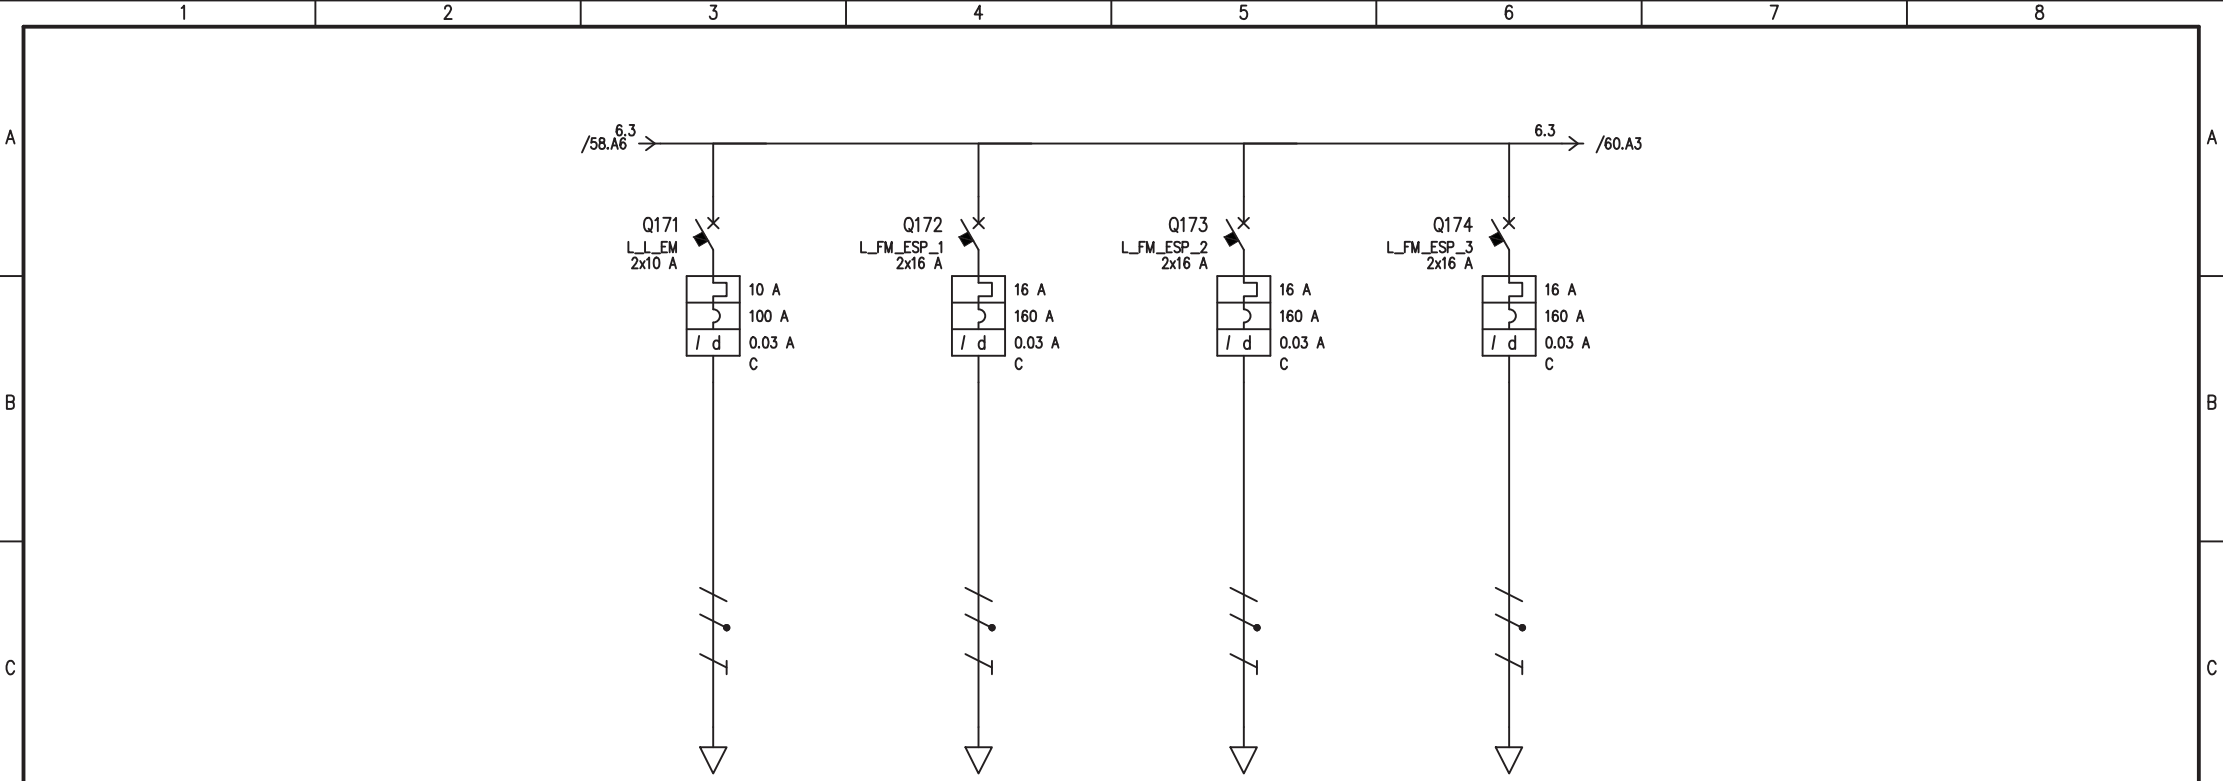 1 2 3 4 5 6 7 8
A A
6.3 6.3
/58.A6 /60.A3
Q171 Q172 Q173 Q174
L_L_EM L_FM_ESP_1 L_FM_ESP_2 L_FM_ESP_3
2x10 A 2x16 A 2x16 A 2x16 A
10 A 16 A 16 A 16 A
100 A 160 A 160 A 160 A
I d 0.03 A I d 0.03 A I d 0.03 A I d 0.03 A
C C C C
B B
C C